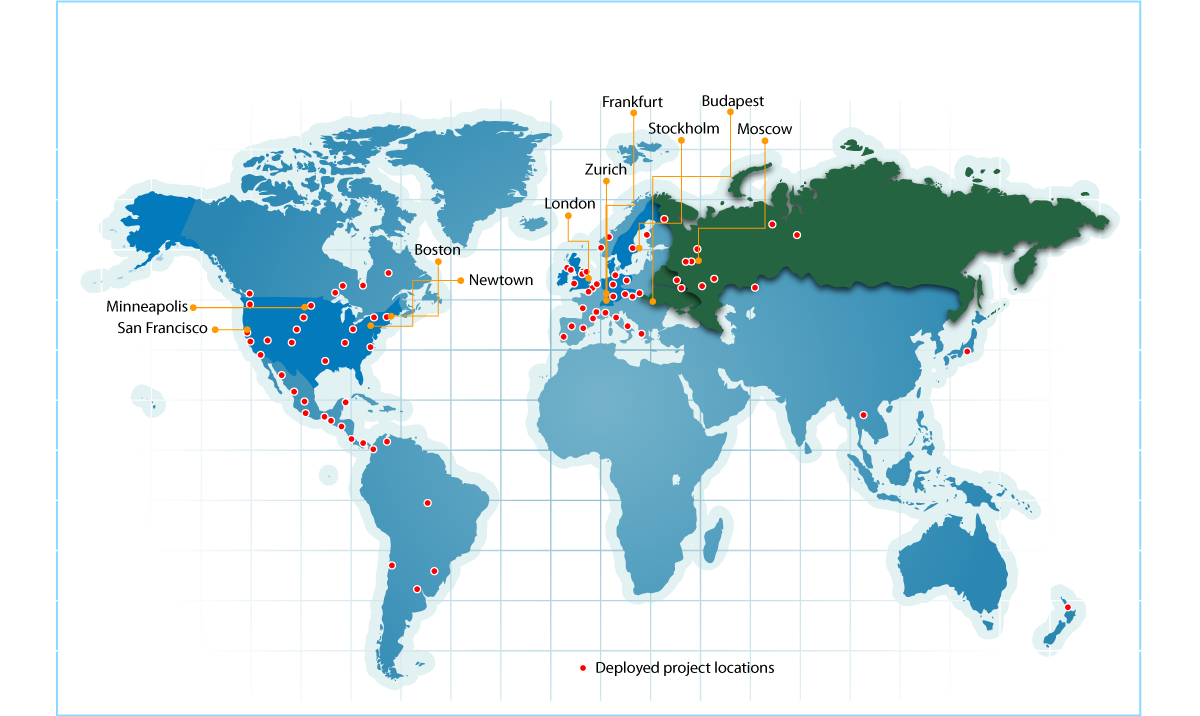 Frankfurt
Budapest
Stockholm
Moscow
Zurich
London
Boston
Newtown
Minneapolis
San Francisco
Deployed project locations